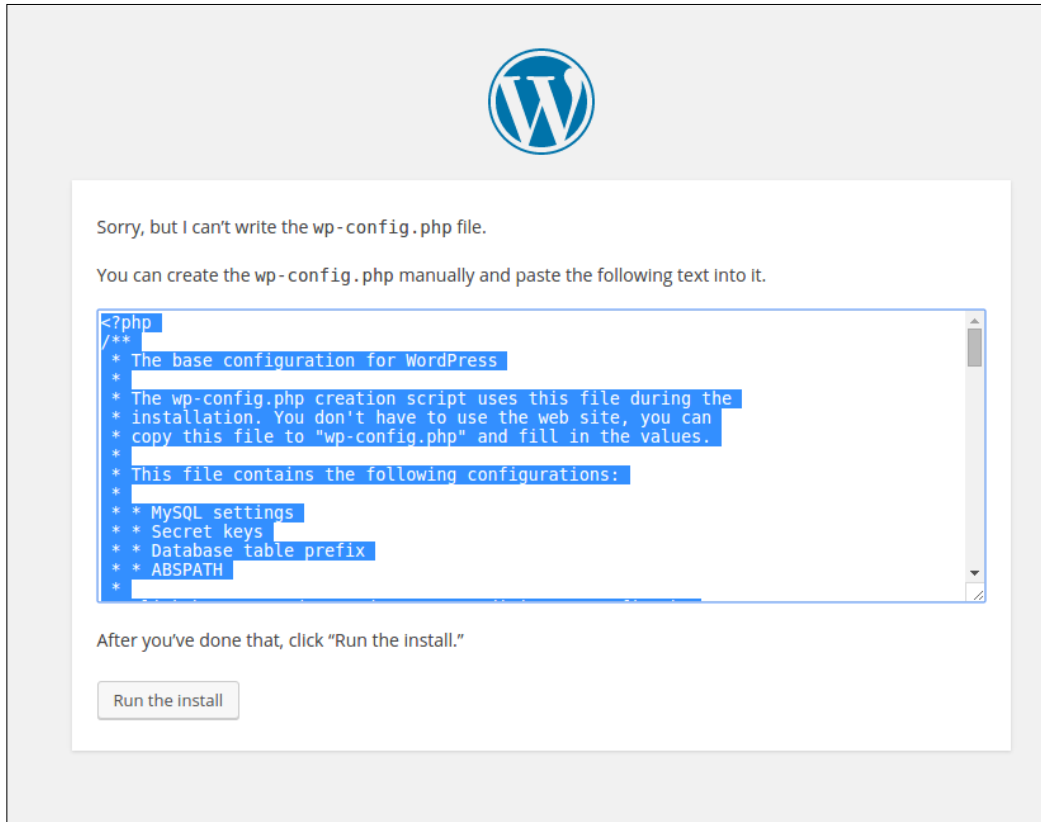 Sorry, but I can’t write the wp-config.php file.
You can create the wp-config.php manually and paste the following text into it.
<?php
/**
 * The base configuration for WordPress
 *
 * The wp-config.php creation script uses this file during the
 * installation. You don't have to use the web site, you can
 * copy this file to "wp-config.php" and fill in the values.
 *
 * This file contains the following configurations:
 *
 * * MySQL settings
 * * Secret keys
 * * Database table prefix
 * * ABSPATH
 *
After you’ve done that, click “Run the install.”
Run the install